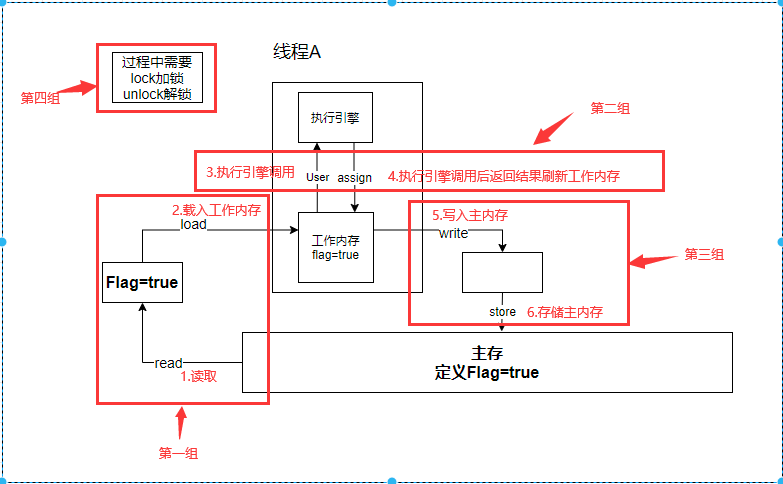 线程A
过程中需要
lock加锁
unlock解锁
第四组
执行引擎
第二组
3.执行引擎调用
User
assign
4.执行引擎调用后返回结果刷新工作内存
2.载入工作内存
load
工作内存
flag=true
5.写入主内存
write
第三组
Flag=true
store
6.存储主内存
主存
定义Flag=true
read
1.读取
第一组